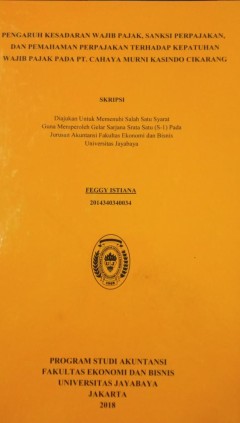 PENGARUH KESADARAN WAJIB PAJAK, SANKSI PERPAJAKAN,
DAN PEMAHAMAN PERPAJAKAN TERHADAP KEPATUHAN
WAJIB PAJAK PADA PT. CAHAYA MURNI KASINDO CIKARANG
SKRIPSI
Diajukan Untuk Memenuhi Salah Satu Syarat
Guna Memperoleh Gelar Sarjana Strata Satu (S-1) Pada
Jurusan Akuntansi Fakultas Ekonomi dan Bisnis
Universitas Jayabaya
FEGGY ISTIANA
2014340340034
PROGRAM STUDI AKUNTANSI
FAKULTAS EKONOMI DAN BISNIS
UNIVERSITAS JAYABAYA
JAKARTA
2018